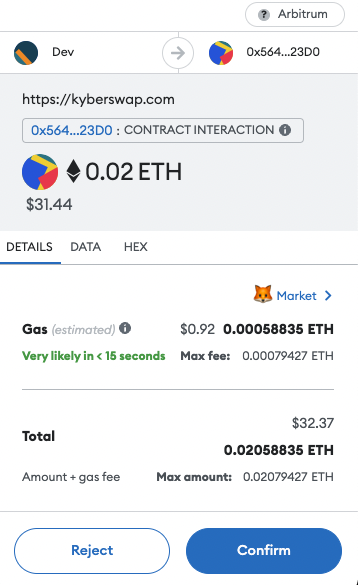 Arbitrum
Dev
0x564...23D0
https://kyberswap.com
0x564...23D0 : CONTRACT INTERACTION
0.02 ETH
$31.44
DETAILS DATA HEX
Market
Gas (estimated) $0.92 0.00058835 ETH
Very likely in < 15 seconds Max fee: 0.00079427 ETH
$32.37
Total
0.02058835 ETH
Amount + gas fee Max amount: 0.02079427 ETH
Reject Confirm